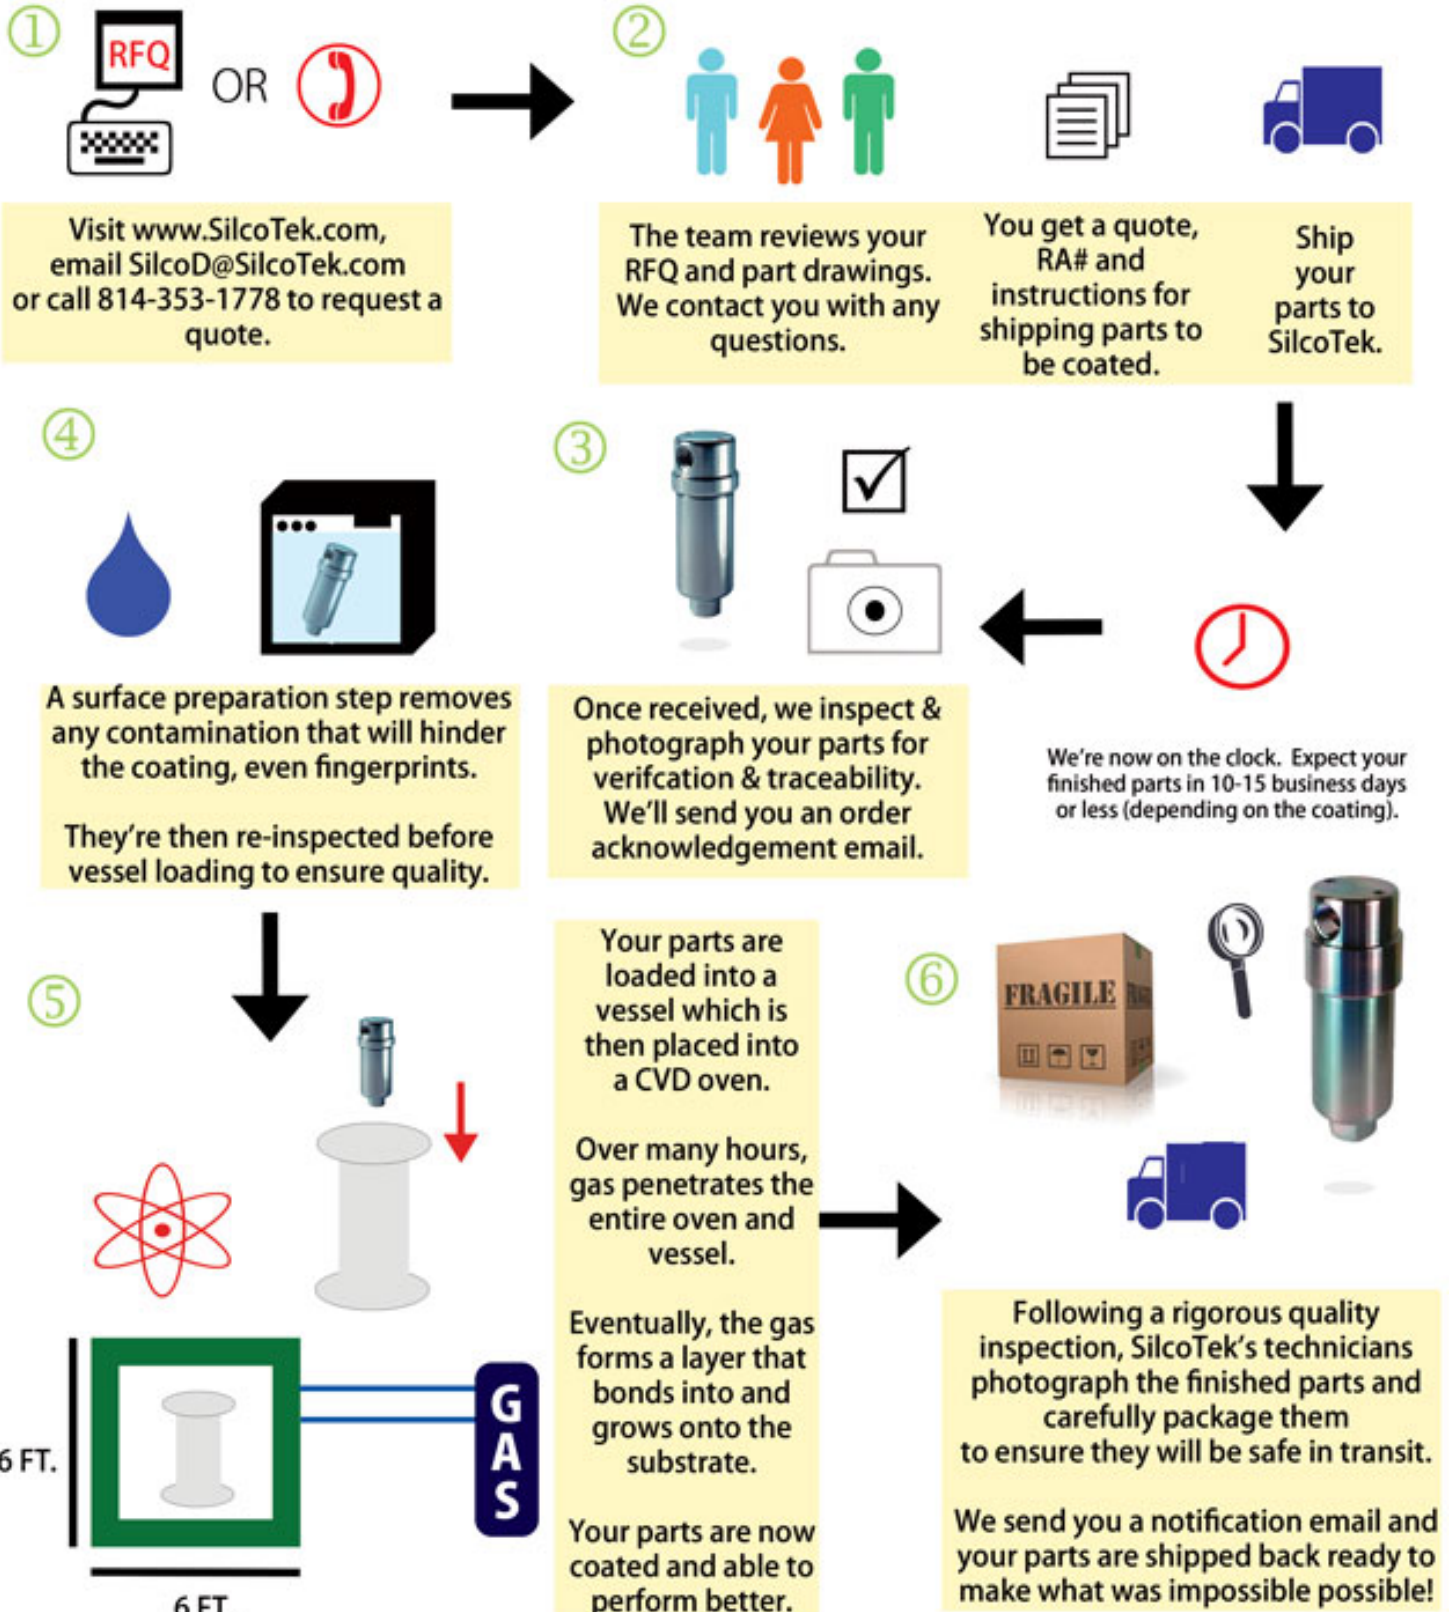 1
RFQ
OR
Visit www.SilcoTek.com,
email SilcoD@SilcoTek.com
or call 814-353-1778 to request a
quote.
2
The team reviews your
RFQ and part drawings.
We contact you with any
questions.
You get a quote,
RA# and
instructions for
shipping parts to
be coated.
Ship
your
parts to
SilcoTek.
We're now on the clock. Expect your
finished parts in 10-15 business days
or less (depending on the coating).
3
Once received, we inspect &
photograph your parts for
verifcation & traceability.
We'll send you an order
acknowledgement email.
4
A surface preparation step removes
any contamination that will hinder
the coating, even fingerprints.
They're then re-inspected before
vessel loading to ensure quality.
5
6 FT.
6 FT.
GAS
Your parts are
loaded into a
vessel which is
then placed into
a CVD oven.
Over many hours,
gas penetrates the
entire oven and
vessel.
Eventually, the gas
forms a layer that
bonds into and
grows onto the
substrate.
Your parts are now
coated and able to
perform better.
6
FRAGILE
Following a rigorous quality
inspection, SilcoTek's technicians
photograph the finished parts and
carefully package them
to ensure they will be safe in transit.
We send you a notification email and
your parts are shipped back ready to
make what was impossible possible!